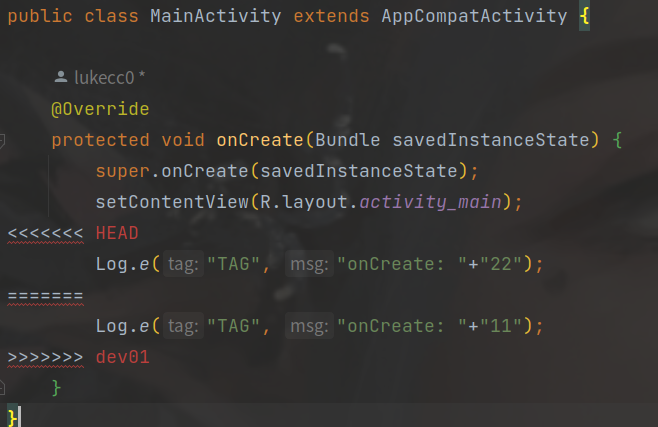 public class MainActivity extends AppCompatActivity {
lukecc0 *
@Override
protected void onCreate(Bundle savedInstanceState) {
super.onCreate(savedInstanceState);
setContentView(R.layout.activity_main);
<<<<<<< HEAD
Log.e( tag: "TAG", msg: "onCreate: "+"22");
=======
Log.e( tag: "TAG", msg: "onCreate: "+"11");
>>>>>>> dev01
}
}